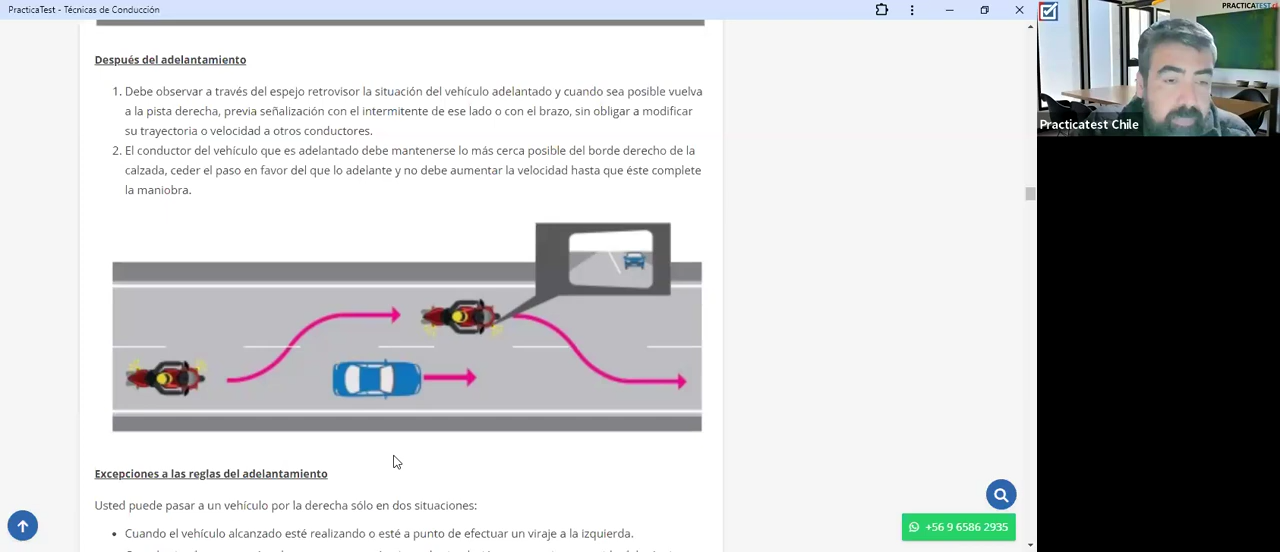 PracticaTest - Técnicas de Conducción
PRACTICATEST.cl
Después del adelantamiento
1. Debe observar a través del espejo retrovisor la situación del vehículo adelantado y cuando sea posible vuelva
a la pista derecha, previa señalización con el intermitente de ese lado o con el brazo, sin obligar a modificar
su trayectoria o velocidad a otros conductores.
2. El conductor del vehículo que es adelantado debe mantenerse lo más cerca posible del borde derecho de la
calzada, ceder el paso en favor del que lo adelante y no debe aumentar la velocidad hasta que éste complete
la maniobra.
Practicatest Chile
Excepciones a las reglas del adelantamiento
Usted puede pasar a un vehículo por la derecha sólo en dos situaciones:
• Cuando el vehículo alcanzado esté realizando o esté a punto de efectuar un viraje a la izquierda.
+56 9 6586 2935